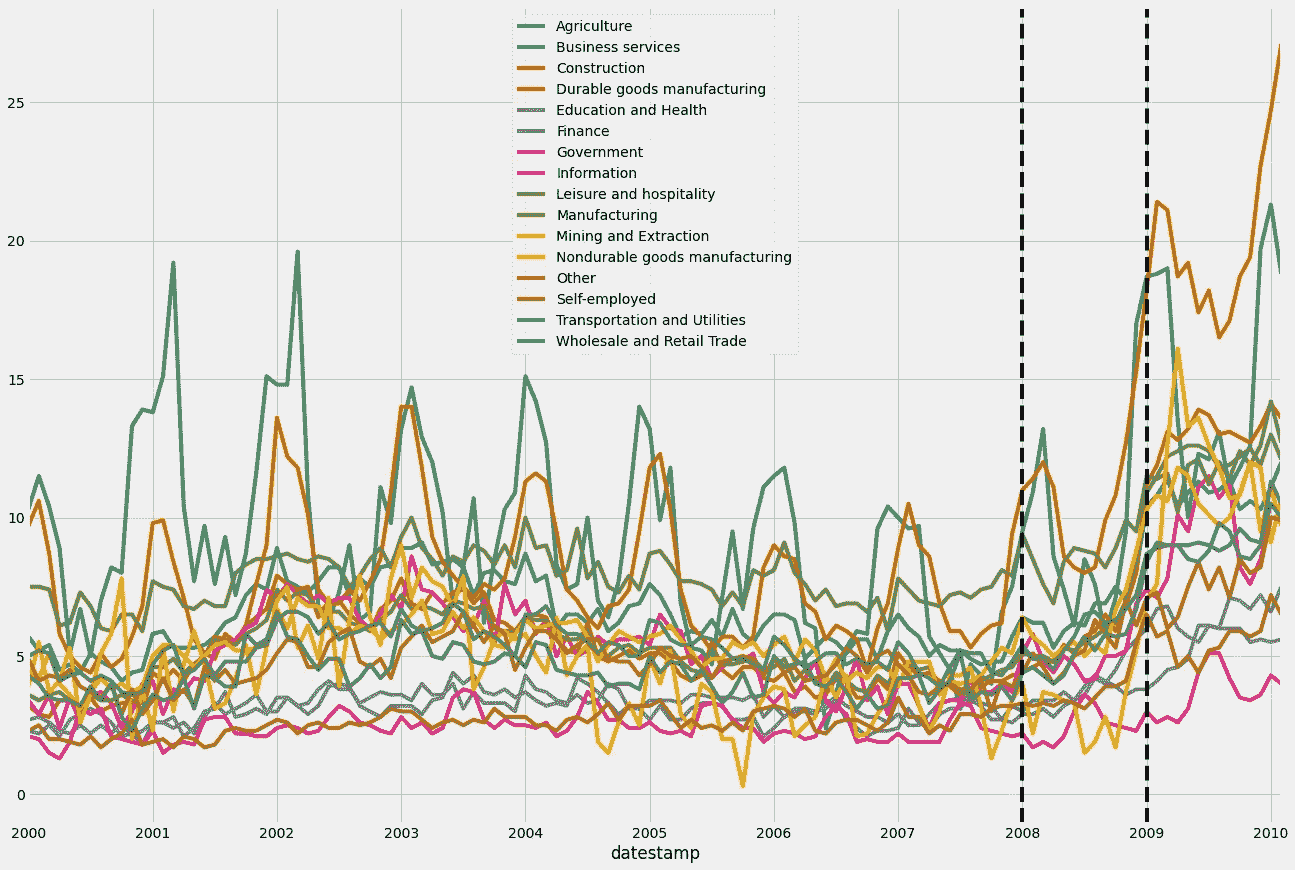 Agriculture
Business services
Construction
Durable goods manufacturing
Education and Health
Finance
Government
Information
Leisure and hospitality
Manufacturing
Mining and Extraction
Nondurable goods manufacturing
Other
Self-employed
Transportation and Utilities
Wholesale and Retail Trade
25
20
15
10
5
0
2000 2001 2002 2003 2004 2005 2006 2007 2008 2009 2010
datestamp